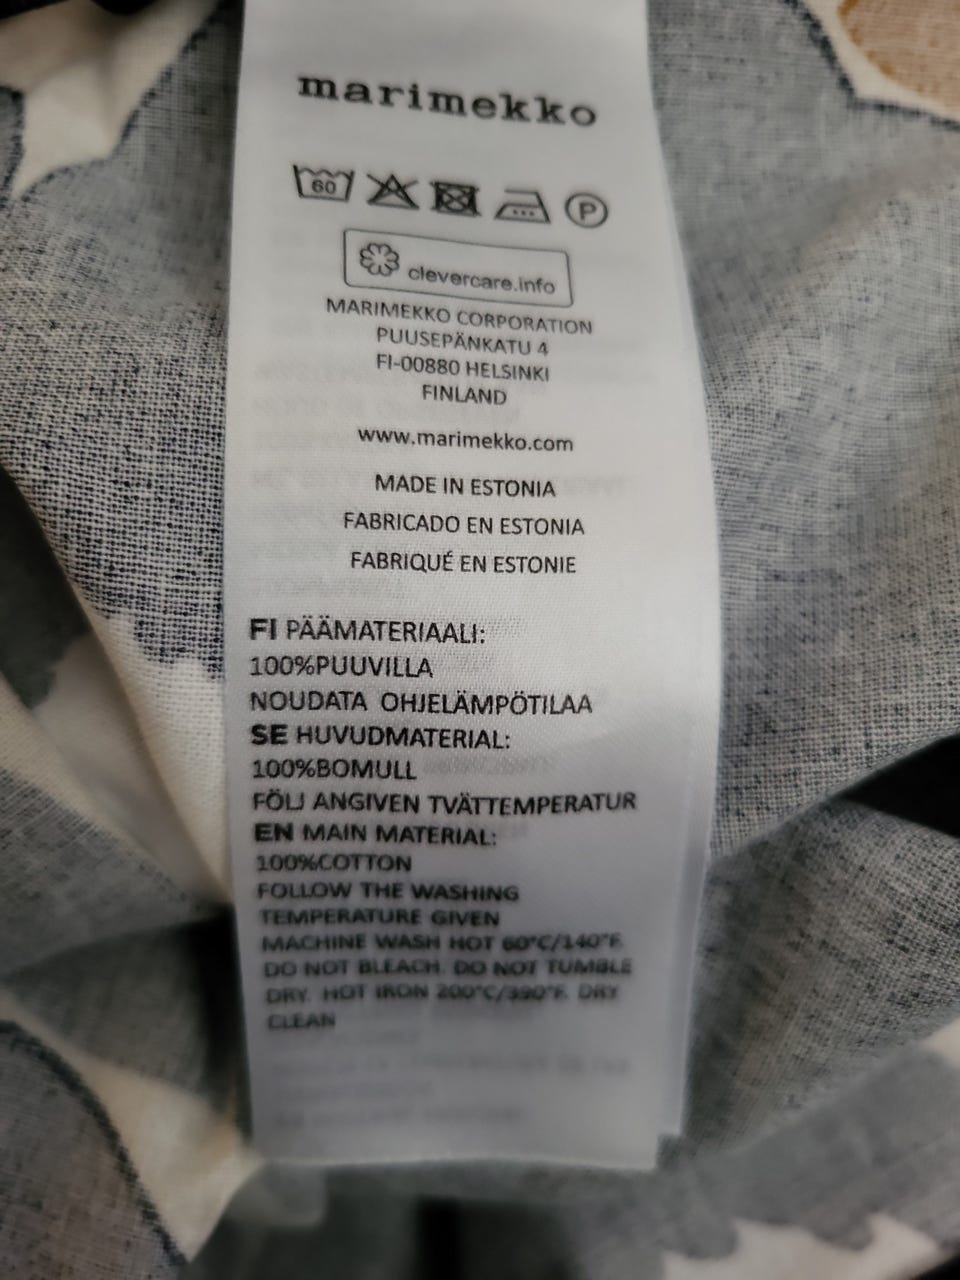 marimekko
60 P
clevercare.info
MARIMEKKO CORPORATION
PUUSEPÄNKATU 4
FI-00880 HELSINKI
FINLAND
www.marimekko.com
MADE IN ESTONIA
FABRICADO EN ESTONIA
FABRIQUÉ EN ESTONIE
FI PÄÄMATERIAALI:
100%PUUVILLA
NOUDATA OHJELÄMPÖTILAA
SE HUVUDMATERIAL:
100%BOMULL
FÖLJ ANGIVEN TVÄTTEMPERATUR
EN MAIN MATERIAL:
100%COTTON
FOLLOW THE WASHING
TEMPERATURE GIVEN
MACHINE WASH HOT 60°C/140°F.
DO NOT BLEACH. DO NOT TUMBLE
DRY. HOT IRON 200°C/390°F. DRY
CLEAN